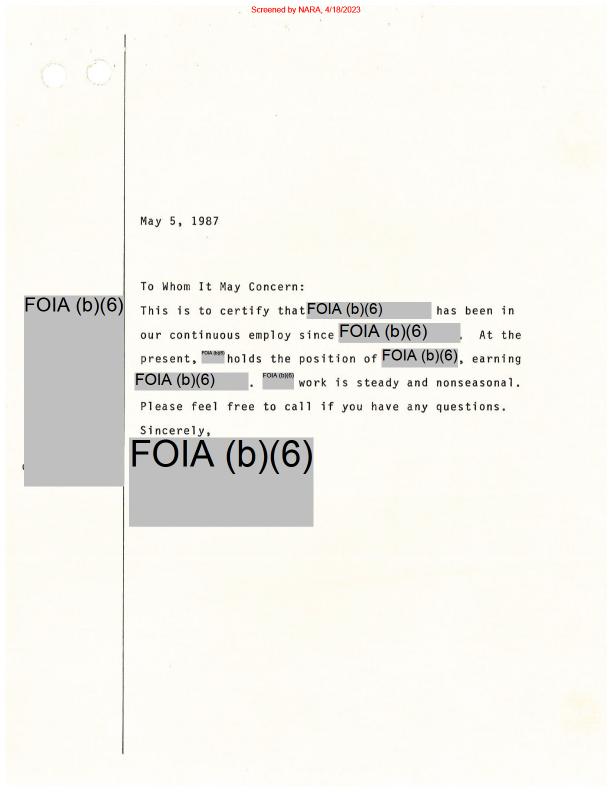 Screened by NARA, 4/18/2023
May 5, 1987
To Whom It May Concern:
FOIA (b)(6)
This is to certify that FOIA (b)(6) has been in
our continuous employ since FOIA (b)(6). At the
present, FOIA (b)(6) holds the position of FOIA (b)(6), earning
FOIA (b)(6). FOIA (b)(6) work is steady and nonseasonal.
Please feel free to call if you have any questions.
Sincerely,
FOIA (b)(6)